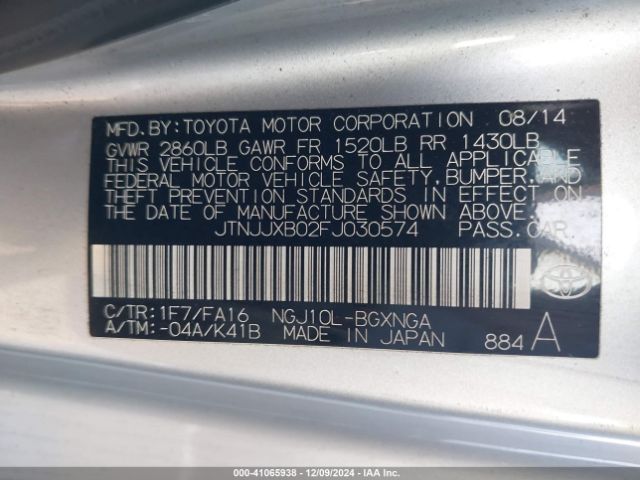 MFD. BY: TOYOTA MOTOR CORPORATION 08/14
GVWR 2860LB GAWR FR 1520LB RR 1430LB
THIS VEHICLE CONFORMS TO ALL APPLICABLE
FEDERAL MOTOR VEHICLE SAFETY, BUMPER, AND
THEFT PREVENTION STANDARDS IN EFFECT ON
THE DATE OF MANUFACTURE SHOWN ABOVE.
JTNJJXB02FJ030574 PASS. CAR
C/TR: 1F7/FA16 NGJ10L-BGXNGA
A/TM: -04A/K41B MADE IN JAPAN 884 A
000-41065938 | 12/09/2024 | IAA, Inc.